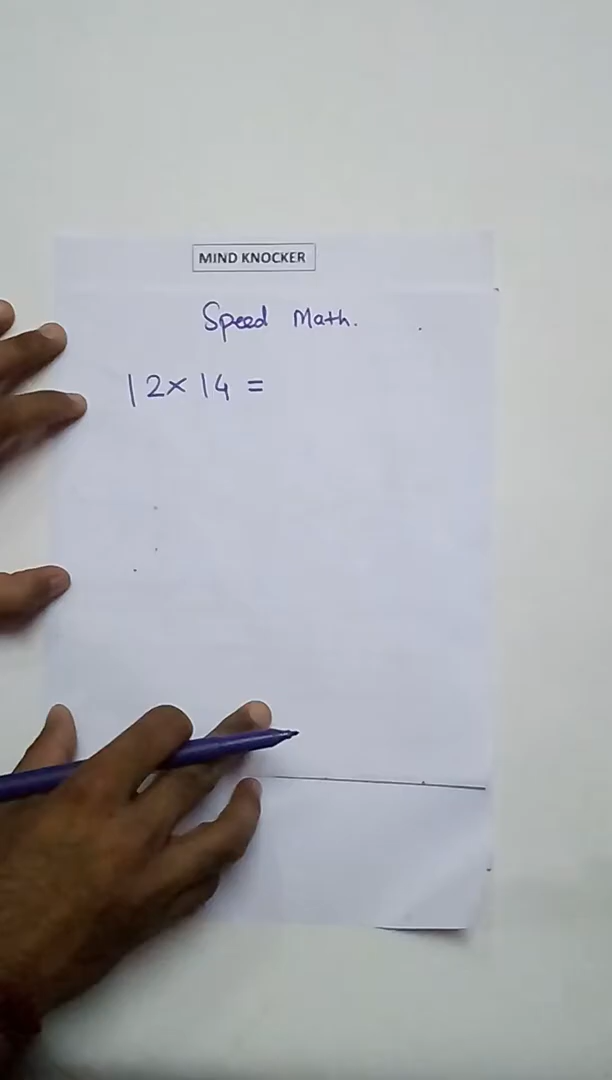 MIND KNOCKER
Speed Math.
12 × 14 =